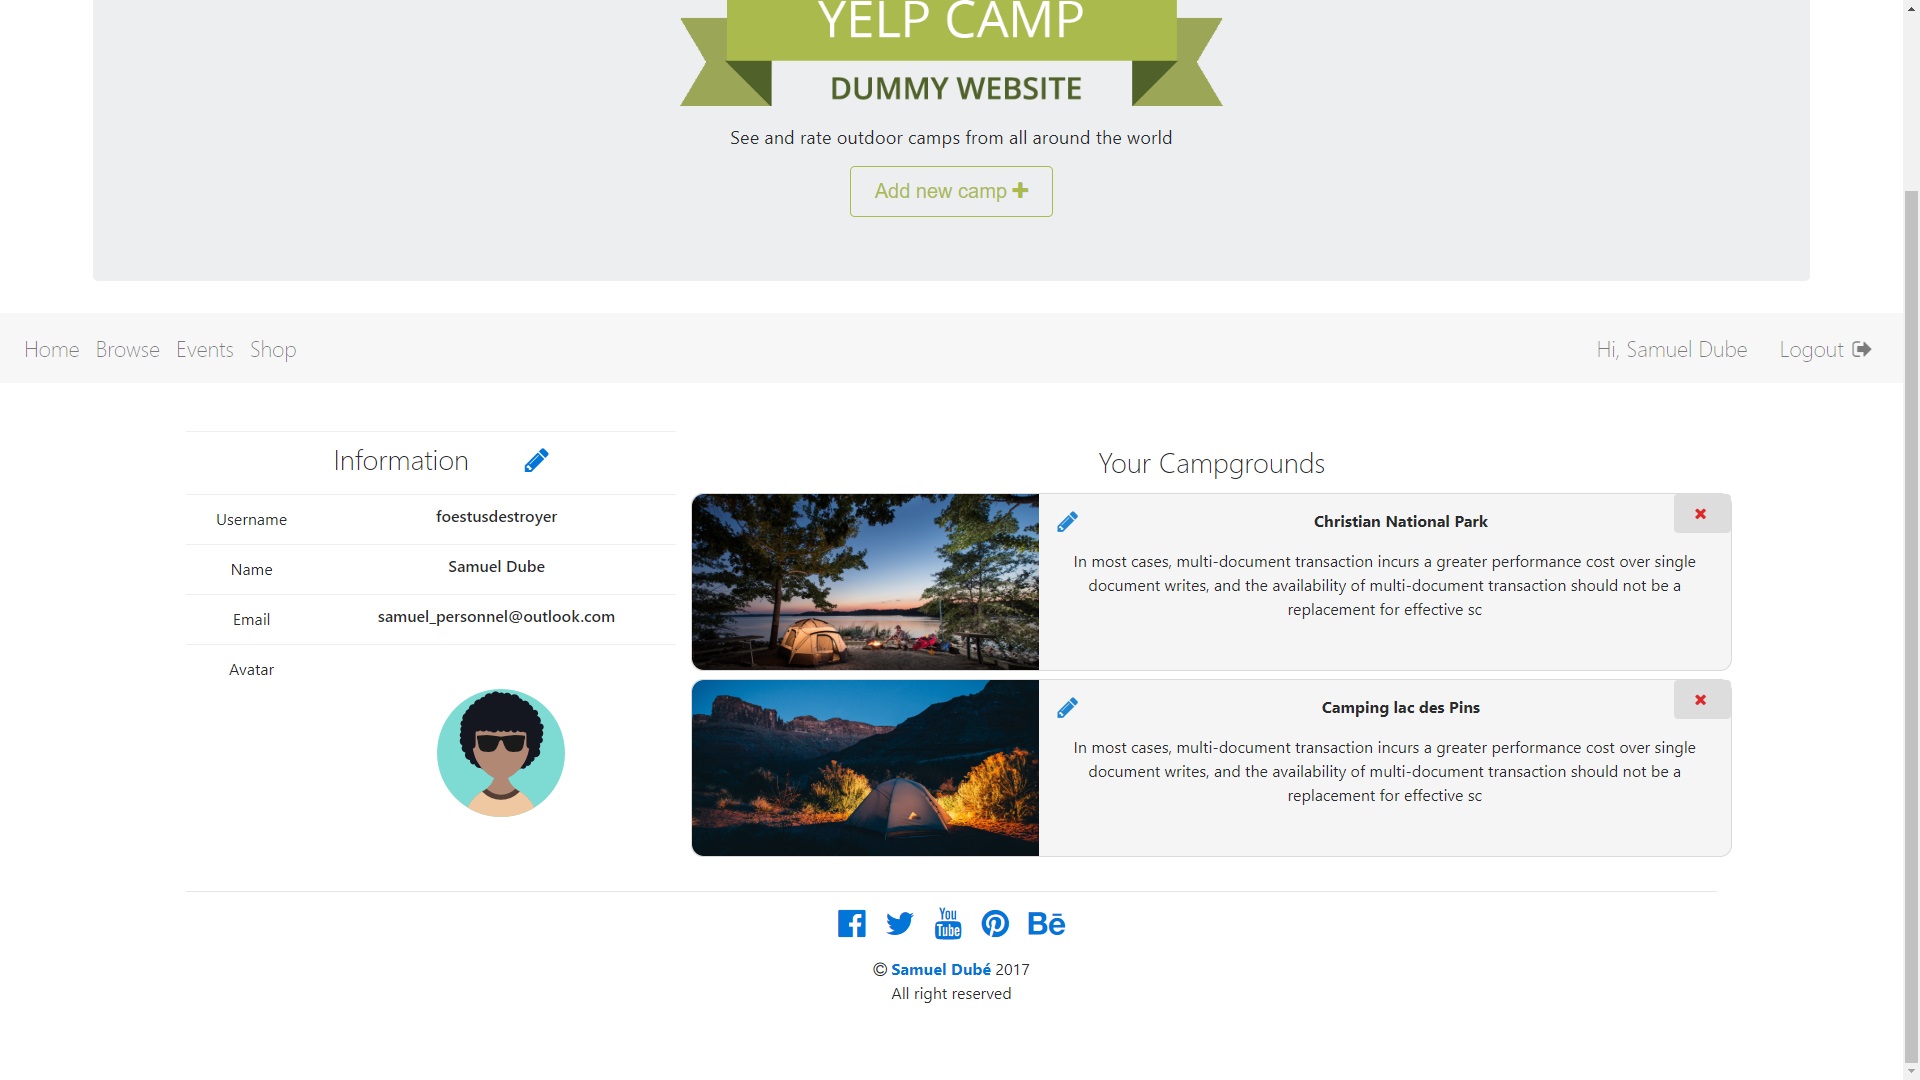 YELP CAMP
DUMMY WEBSITE
See and rate outdoor camps from all around the world
Add new camp
Home Browse Events Shop
Hi, Samuel Dube Logout
Information
Username foestusdestroyer
Name Samuel Dube
Email samuel_personnel@outlook.com
Avatar
Your Campgrounds
Christian National Park
In most cases, multi-document transaction incurs a greater performance cost over single
document writes, and the availability of multi-document transaction should not be a
replacement for effective sc
Camping lac des Pins
In most cases, multi-document transaction incurs a greater performance cost over single
document writes, and the availability of multi-document transaction should not be a
replacement for effective sc
You
Tube
Bē
© Samuel Dubé 2017
All right reserved